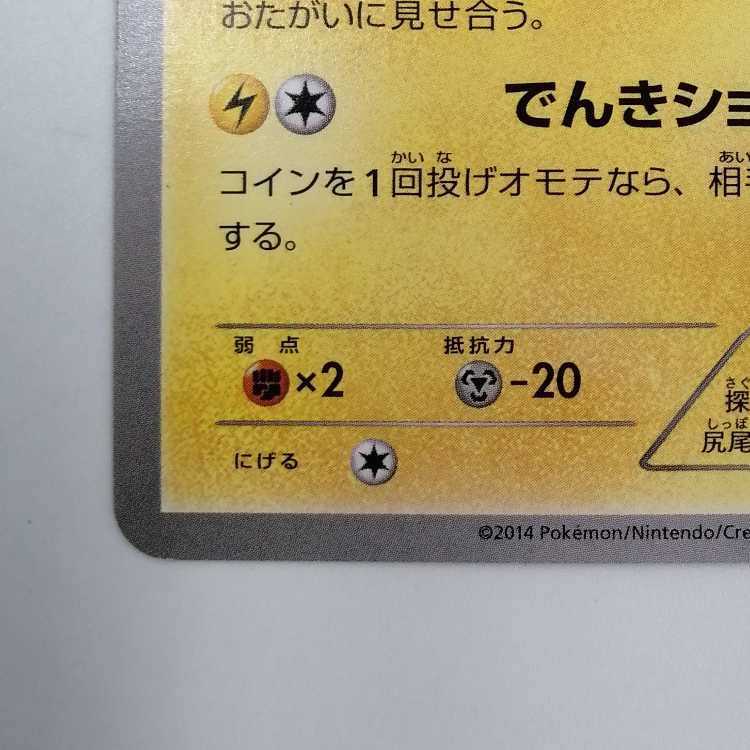 おたがいに見せ合う。
でんきショ
コインを1回投げオモテなら、相手
する。
弱点 抵抗力
×2 -20
にげる
探
尻尾
©2014 Pokémon/Nintendo/Cre